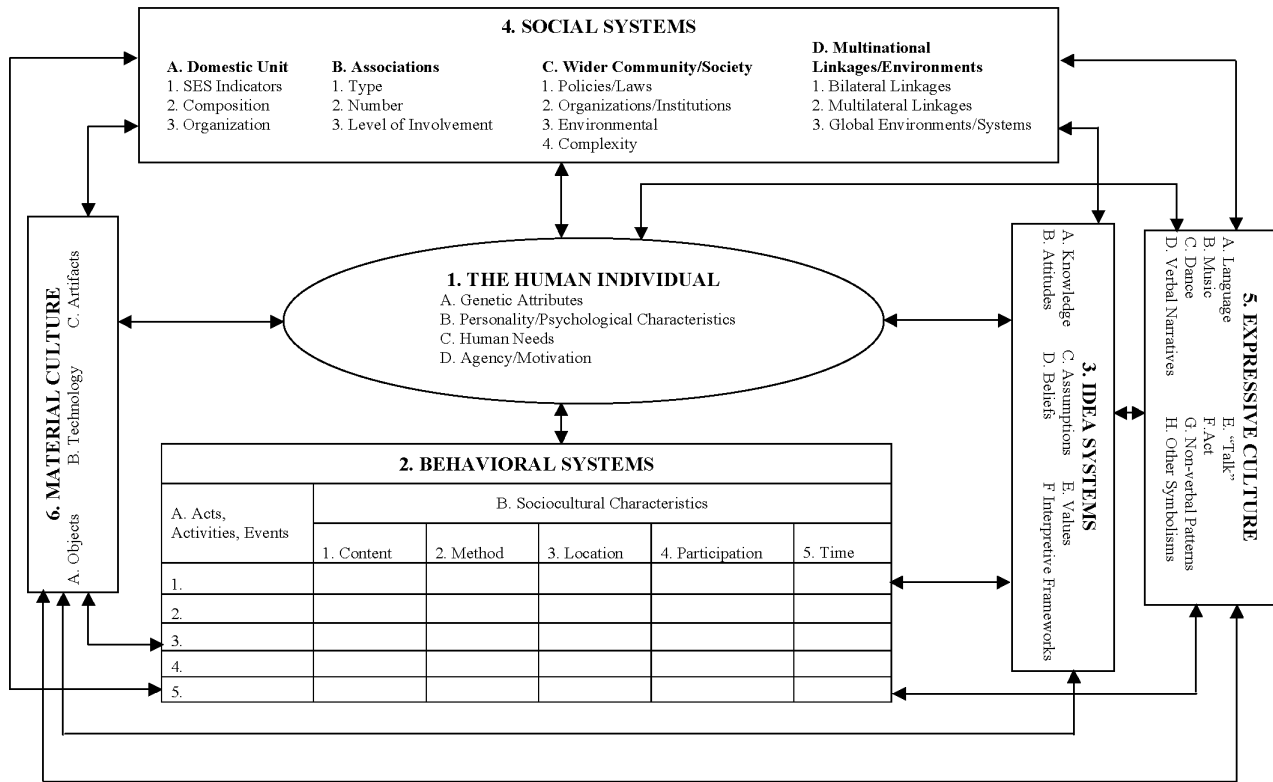 4. SOCIAL SYSTEMS
A. Domestic Unit
1. SES Indicators
2. Composition
3. Organization
B. Associations
1. Type
2. Number
3. Level of Involvement
C. Wider Community/Society
1. Policies/Laws
2. Organizations/Institutions
3. Environmental
4. Complexity
D. Multinational
Linkages/Environments
1. Bilateral Linkages
2. Multilateral Linkages
3. Global Environments/Systems
6. MATERIAL CULTURE
A. Objects B. Technology C. Artifacts
1. THE HUMAN INDIVIDUAL
A. Genetic Attributes
B. Personality/Psychological Characteristics
C. Human Needs
D. Agency/Motivation
2. BEHAVIORAL SYSTEMS
A. Acts,
Activities, Events
B. Sociocultural Characteristics
1. Content
2. Method
3. Location
4. Participation
5. Time
1.
2.
3.
4.
5.
3. IDEA SYSTEMS
A. Knowledge C. Assumptions E. Values
B. Attitudes D. Beliefs F Interpretive Frameworks
5. EXPRESSIVE CULTURE
A. Language E. “Talk”
B. Music F. Act
C. Dance G. Non-verbal Patterns
D. Verbal Narratives H. Other Symbolisms